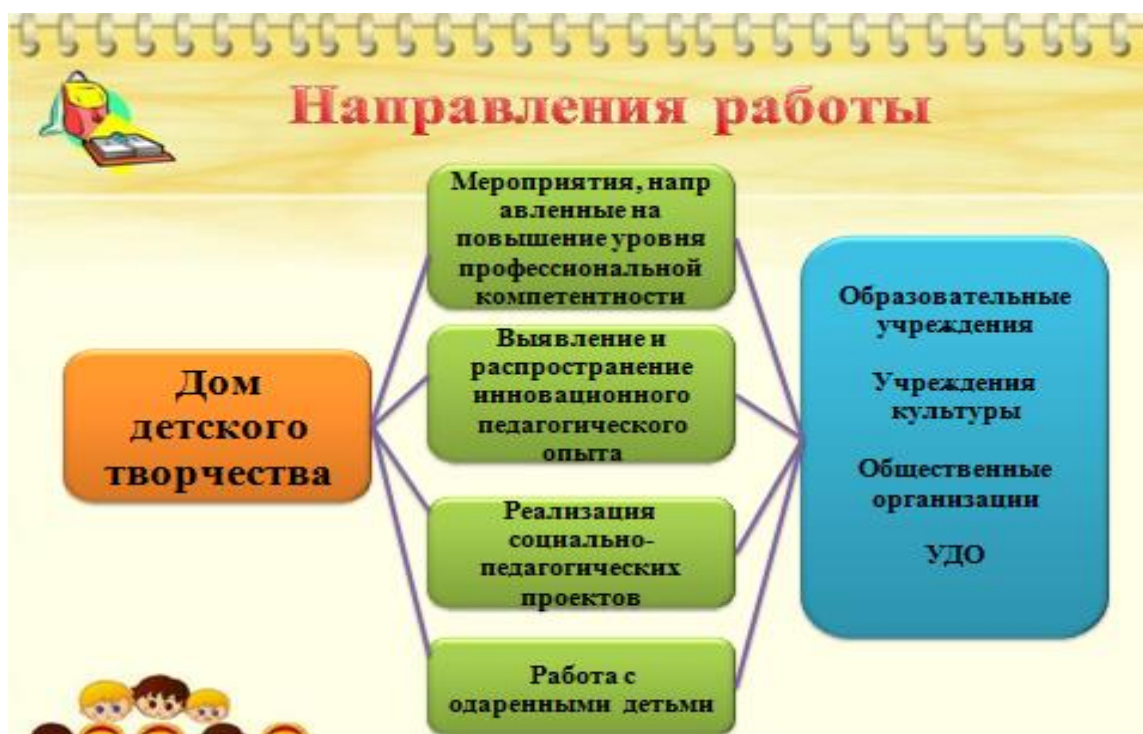 Направления работы
Дом
детского
творчества
Мероприятия, напр
авленные на
повышение уровня
профессиональной
компетентности
Выявление и
распространение
инновационного
педагогического
опыта
Реализация
социально-
педагогических
проектов
Работа с
одаренными детьми
Образовательные
учреждения
Учреждения
культуры
Общественные
организации
УДО